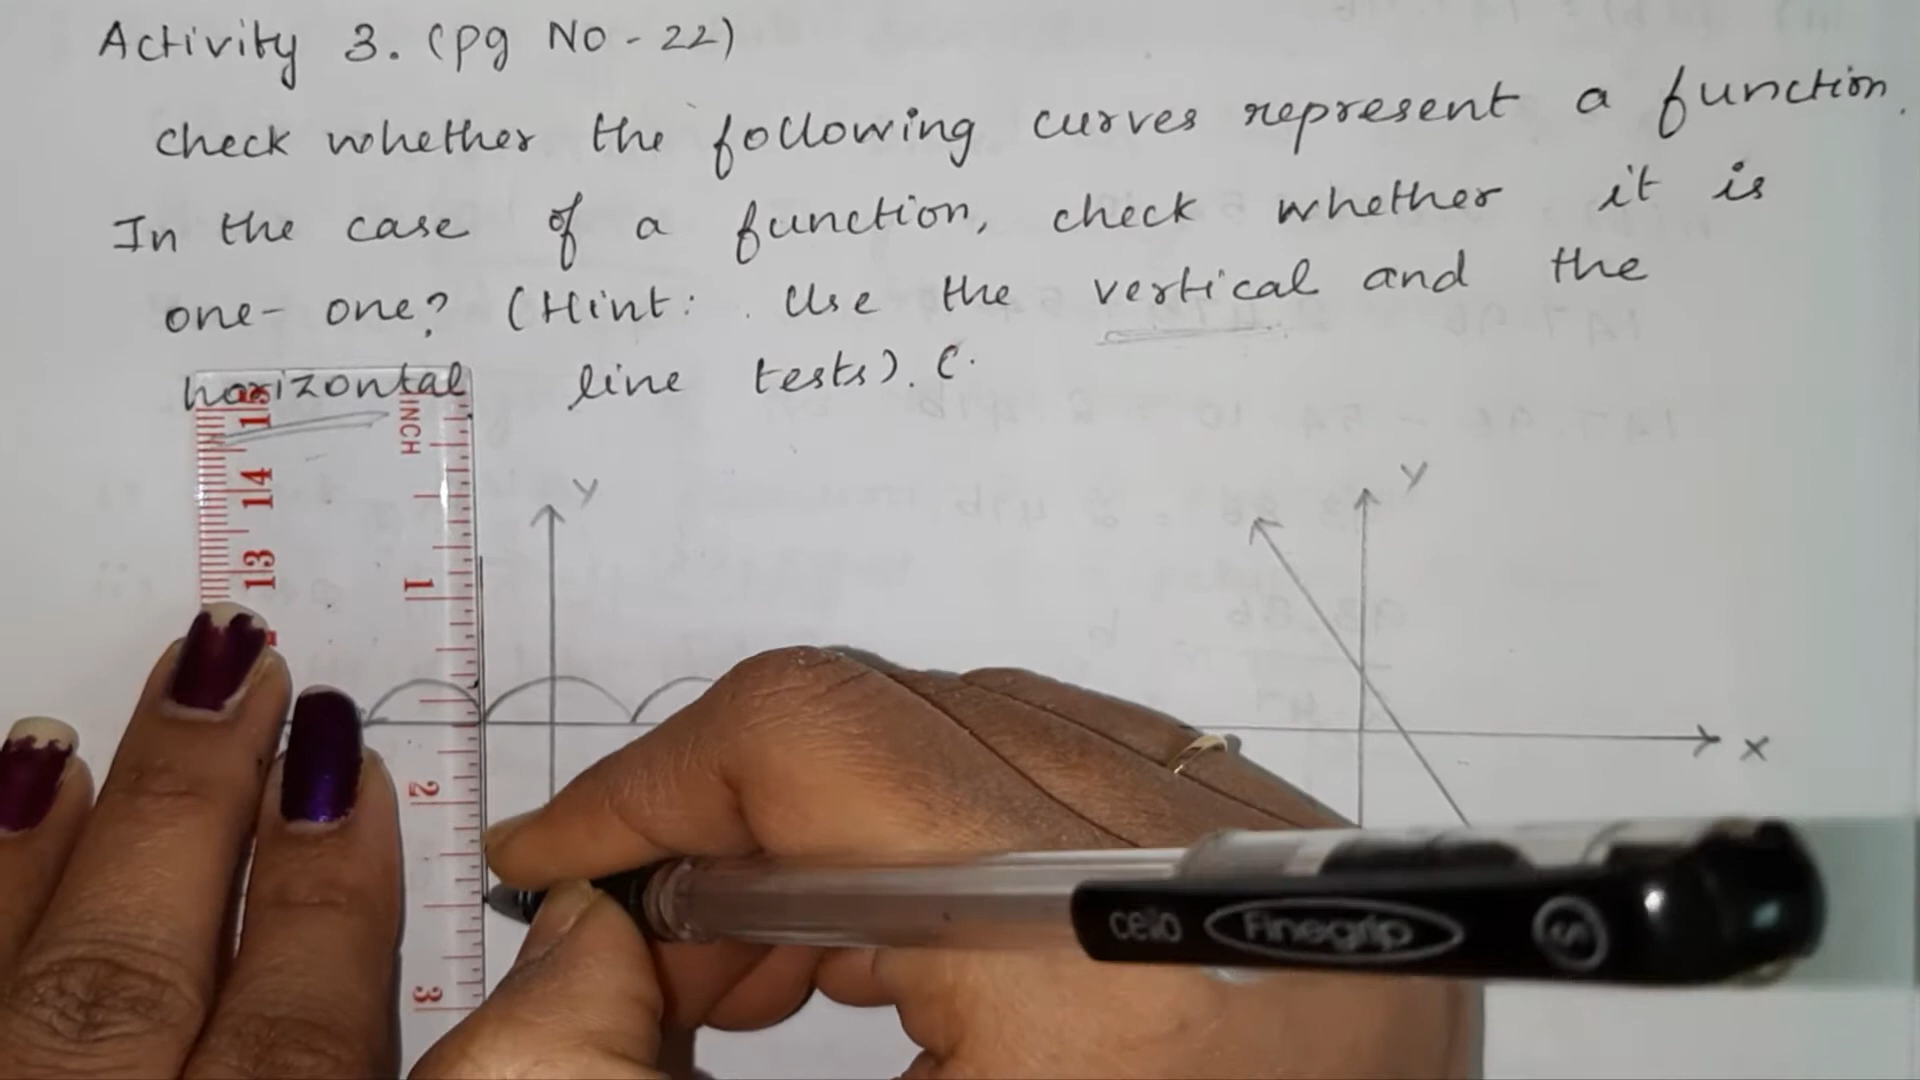 Activity 3. (pg No - 22)
check whether the following curves represent a function.
In the case of a function, check whether it is
one-one? (Hint: Use the vertical and the
horizontal line tests). (.
15
INCH
14
13
1
2
3
Y
Y
X
cello Finegrip